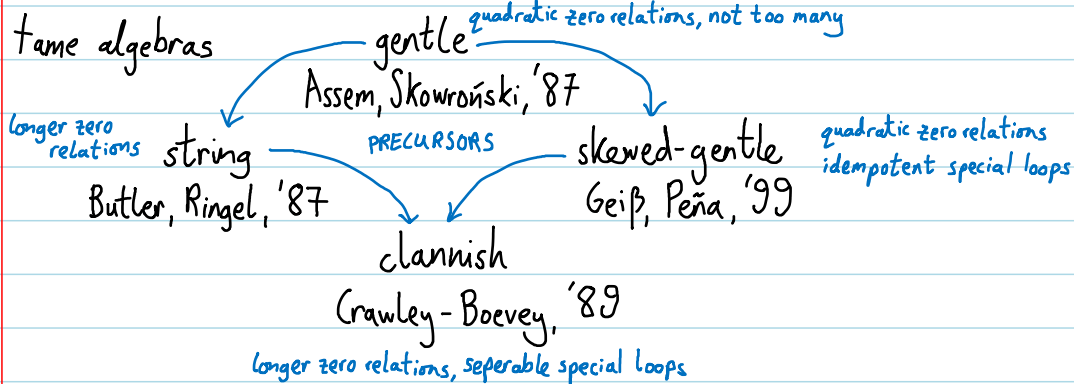 quadratic zero relations, not too many
tame algebras
gentle
Assem, Skowroński, '87
longer zero
relations
string
Butler, Ringel, '87
PRECURSORS
skewed-gentle
Geiß, Peña, '99
quadratic zero relations
idempotent special loops
clannish
Crawley-Boevey, '89
longer zero relations, seperable special loops